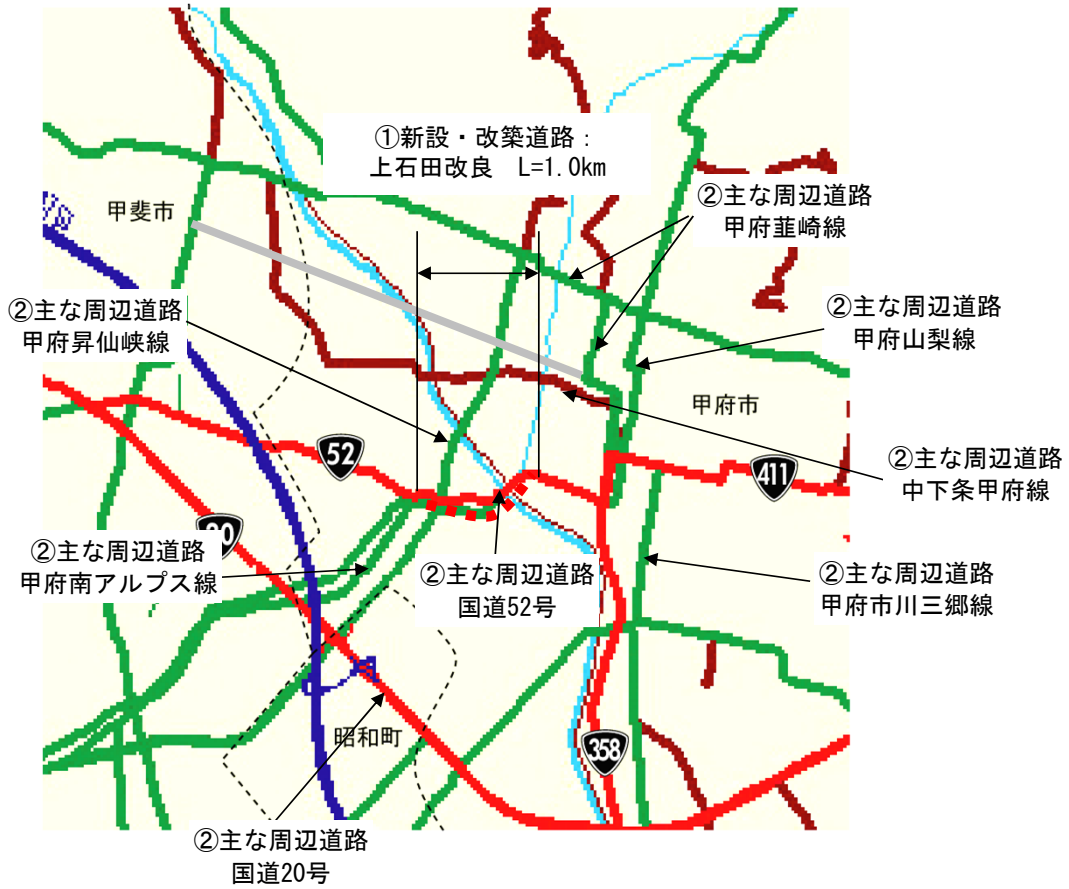 ①新設・改築道路：
上石田改良 L=1.0km
②主な周辺道路
甲府韮崎線
甲斐市
②主な周辺道路
甲府昇仙峡線
②主な周辺道路
甲府山梨線
甲府市
52
411
②主な周辺道路
中下条甲府線
20
②主な周辺道路
甲府南アルプス線
②主な周辺道路
国道52号
②主な周辺道路
甲府市川三郷線
昭和町
358
②主な周辺道路
国道20号